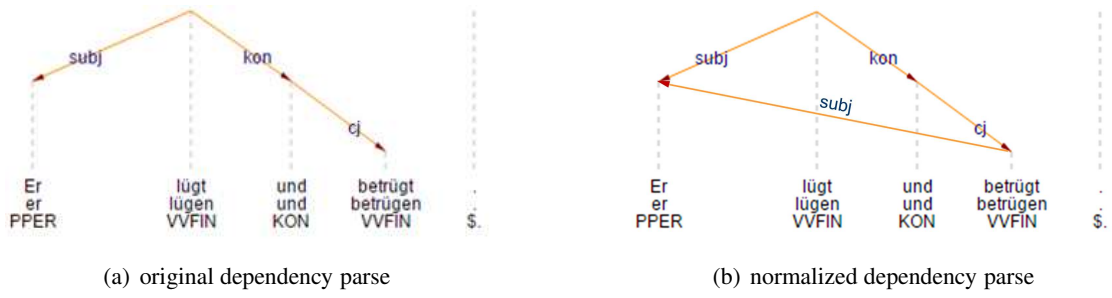 subj kon
cj
Er lügt und betrügt .
er lügen und betrügen .
PPER VVFIN KON VVFIN $.
(a) original dependency parse
subj kon
subj
cj
Er lügt und betrügt .
er lügen und betrügen .
PPER VVFIN KON VVFIN $.
(b) normalized dependency parse